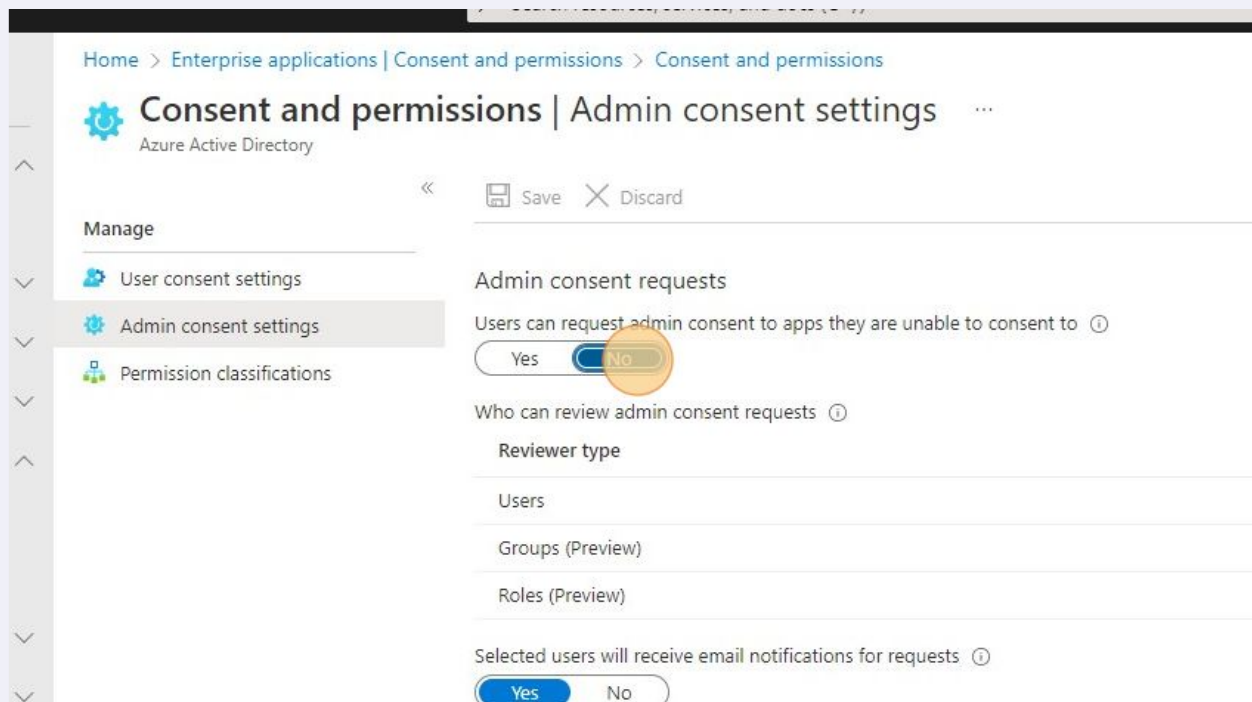 Home > Enterprise applications | Consent and permissions > Consent and permissions
Consent and permissions | Admin consent settings ...
Azure Active Directory
Save Discard
Manage
User consent settings
Admin consent settings
Permission classifications
Admin consent requests
Users can request admin consent to apps they are unable to consent to
Yes No
Who can review admin consent requests
Reviewer type
Users
Groups (Preview)
Roles (Preview)
Selected users will receive email notifications for requests
Yes No